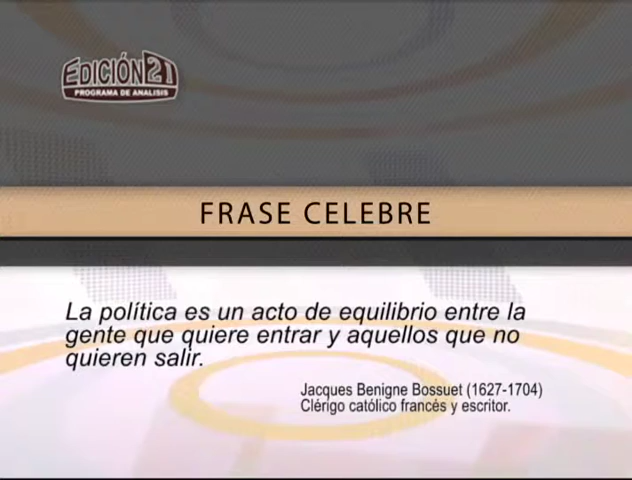 EDICIÓN 21
PROGRAMA DE ANALISIS
FRASE CELEBRE
La política es un acto de equilibrio entre la
gente que quiere entrar y aquellos que no
quieren salir.
Jacques Benigne Bossuet (1627-1704)
Clérigo católico francés y escritor.